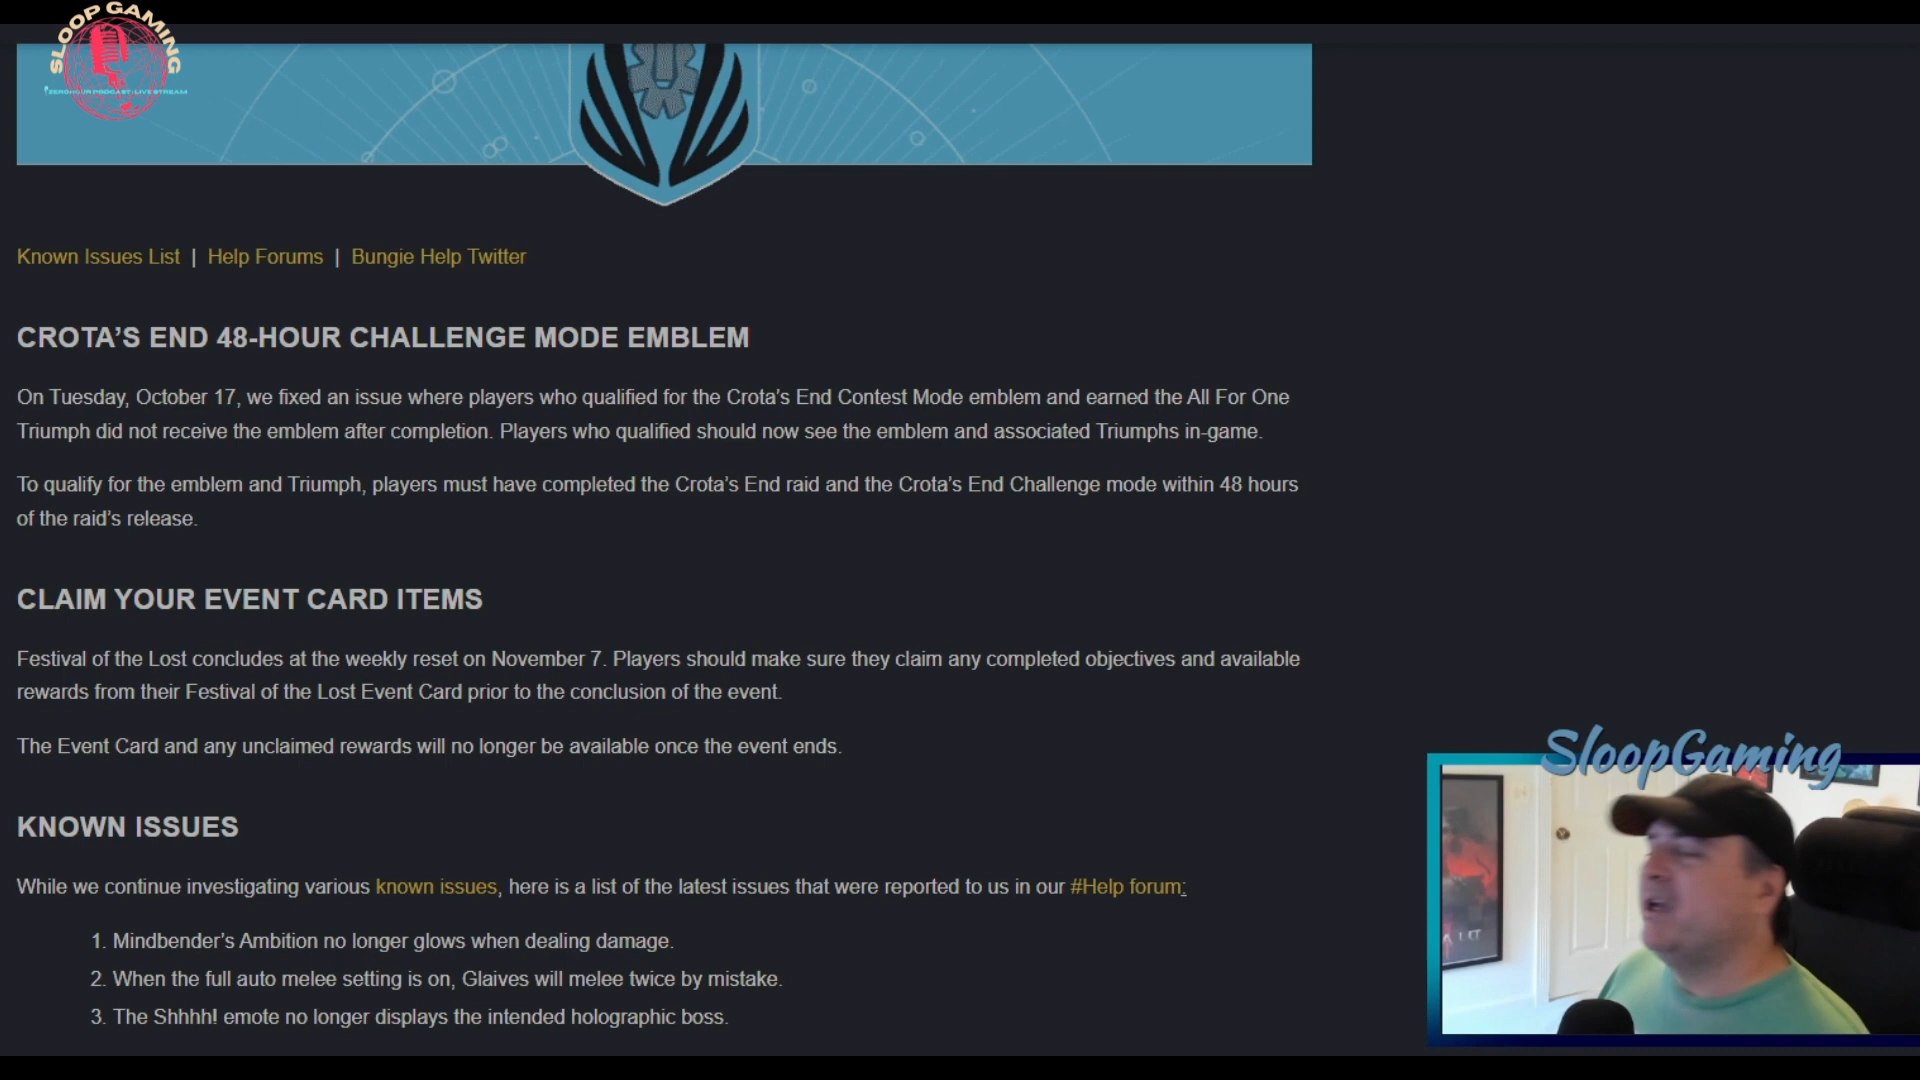 SLOOP GAMING
ZEROHOUR PODCAST: LIVE STREAM
Known Issues List | Help Forums | Bungie Help Twitter
CROTA’S END 48-HOUR CHALLENGE MODE EMBLEM
On Tuesday, October 17, we fixed an issue where players who qualified for the Crota’s End Contest Mode emblem and earned the All For One
Triumph did not receive the emblem after completion. Players who qualified should now see the emblem and associated Triumphs in-game.
To qualify for the emblem and Triumph, players must have completed the Crota’s End raid and the Crota’s End Challenge mode within 48 hours
of the raid’s release.
CLAIM YOUR EVENT CARD ITEMS
Festival of the Lost concludes at the weekly reset on November 7. Players should make sure they claim any completed objectives and available
rewards from their Festival of the Lost Event Card prior to the conclusion of the event.
The Event Card and any unclaimed rewards will no longer be available once the event ends.
SloopGaming
KNOWN ISSUES
While we continue investigating various known issues, here is a list of the latest issues that were reported to us in our #Help forum:
1. Mindbender’s Ambition no longer glows when dealing damage.
2. When the full auto melee setting is on, Glaives will melee twice by mistake.
3. The Shhhh! emote no longer displays the intended holographic boss.